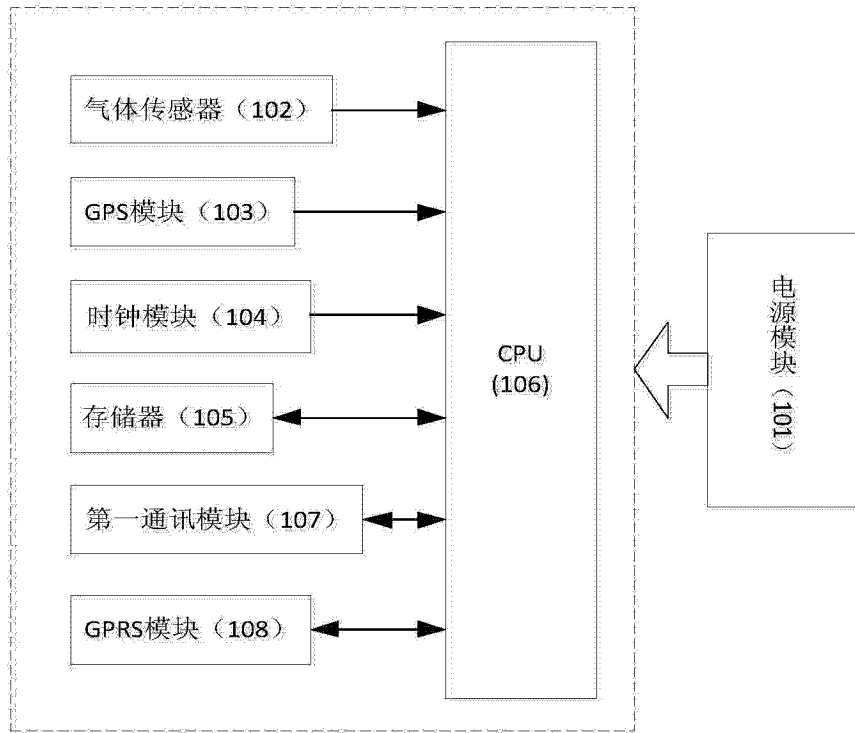 气体传感器（102）
GPS模块（103）
时钟模块（104）
存储器（105）
第一通讯模块（107）
GPRS模块（108）
CPU
(106)
电源模块（101）